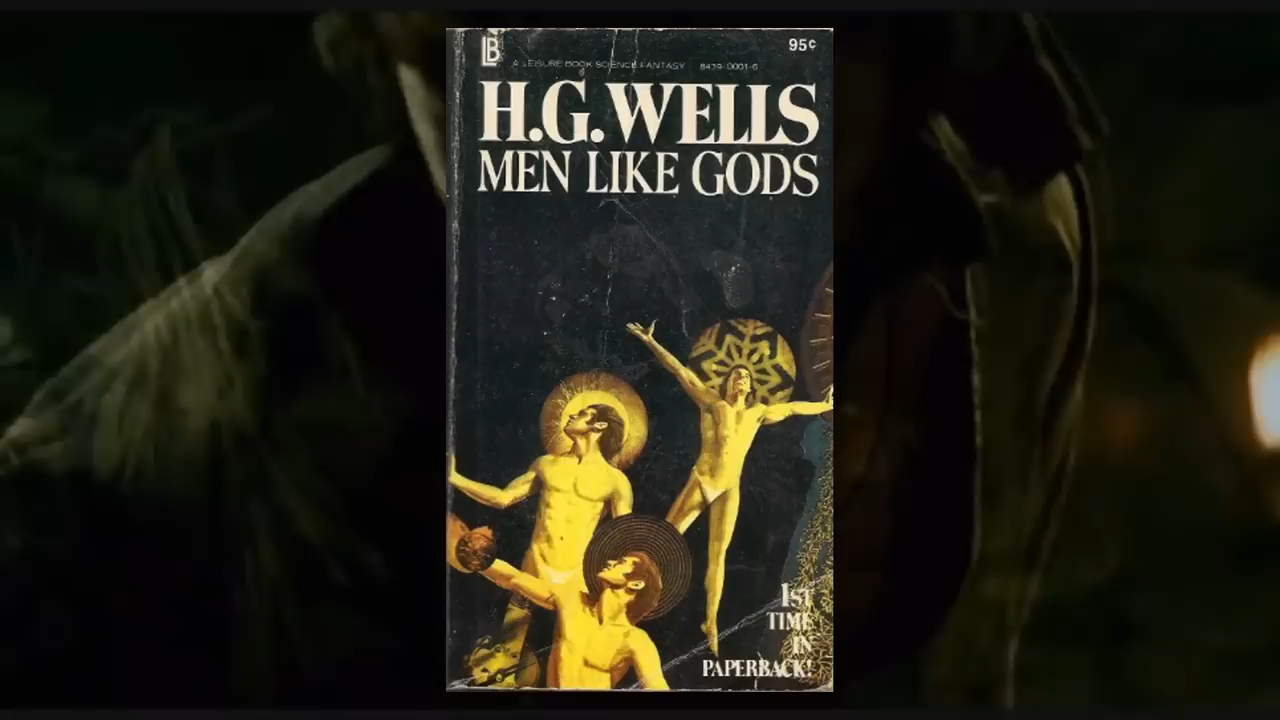 LB
95¢
A LEISURE BOOK SCIENCE FANTASY 8439-0001-6
H.G. WELLS
MEN LIKE GODS
1ST
TIME
IN
PAPERBACK!